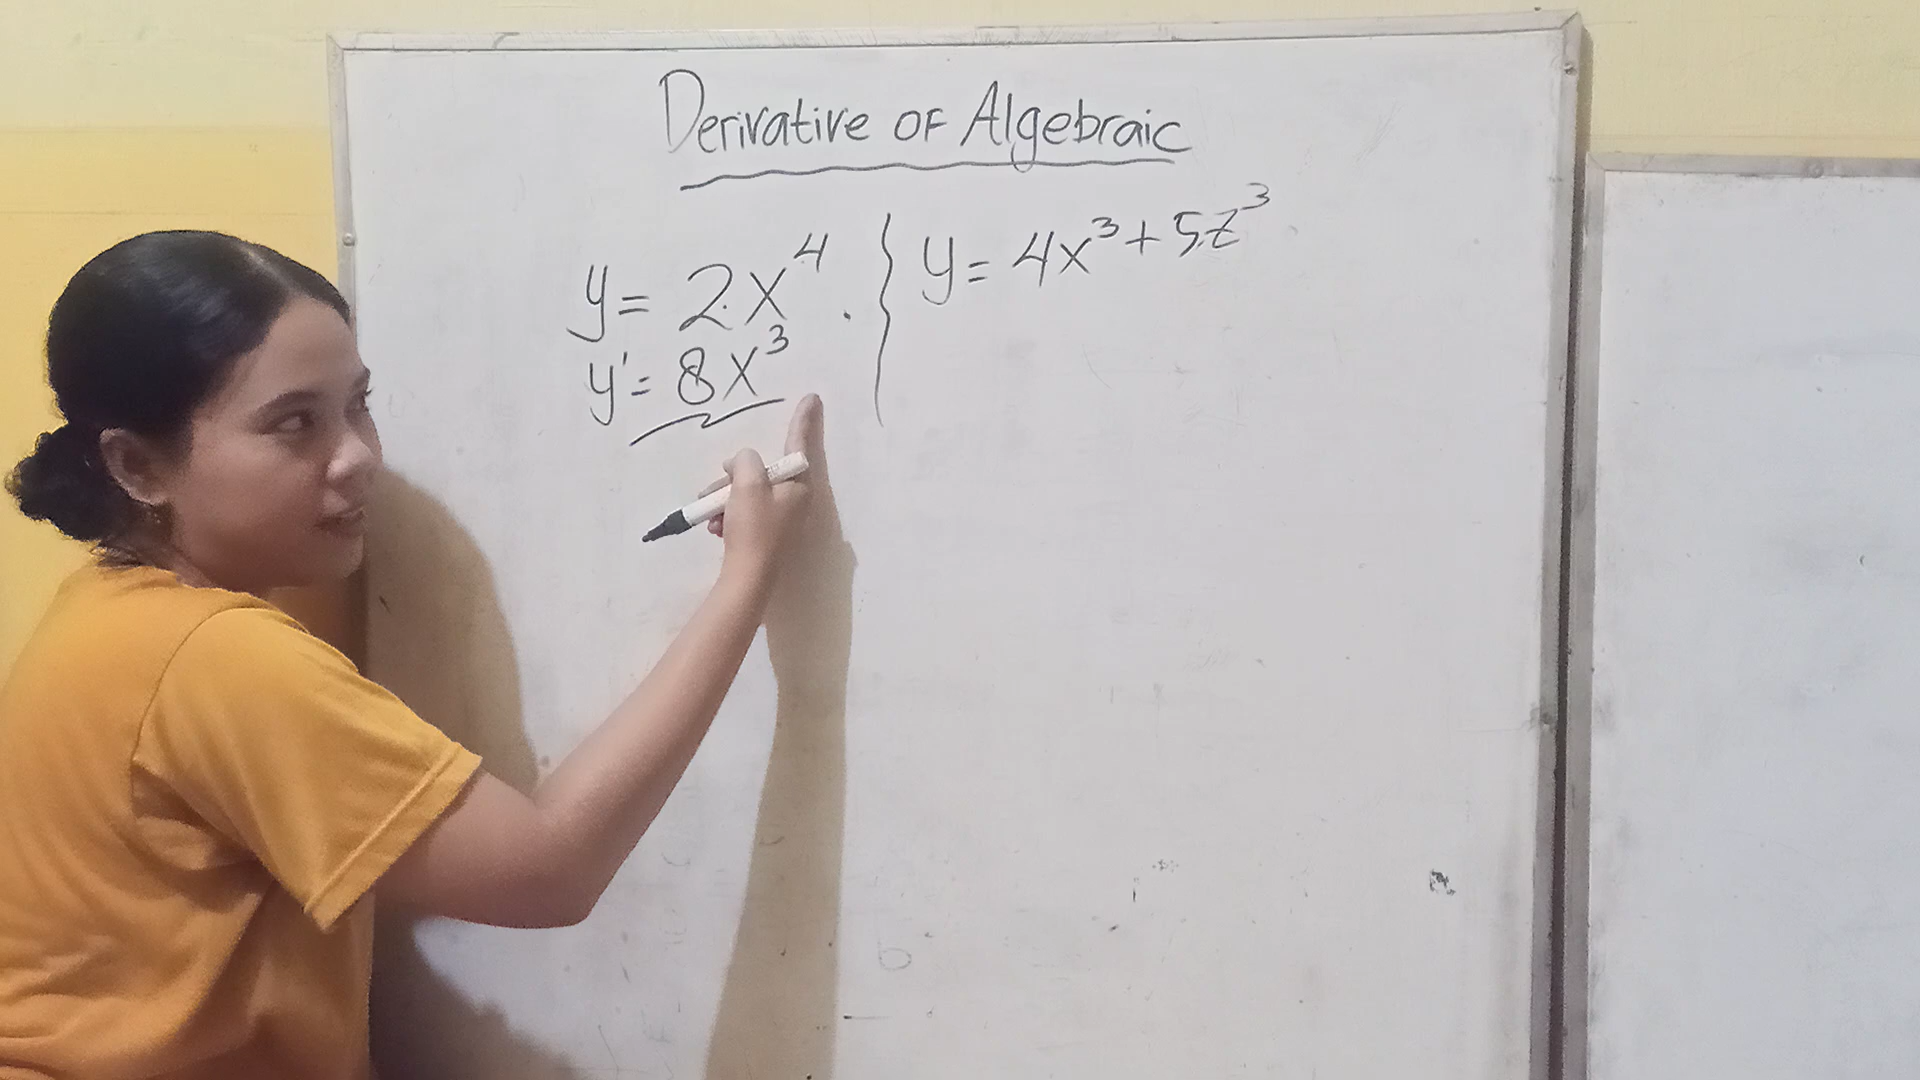 Derivative of Algebraic
y = 2x⁴
y' = 8x³
y = 4x³ + 5z³